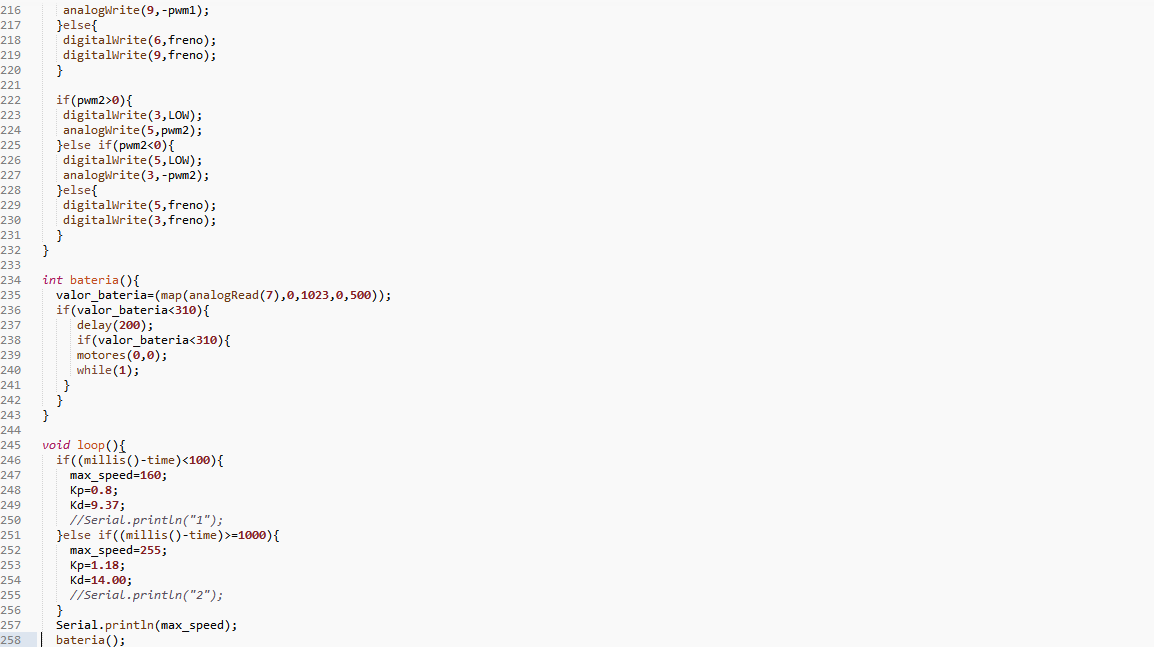 216 analogWrite(9,-pwm1);
217 }else{
218 digitalWrite(6,freno);
219 digitalWrite(9,freno);
220 }
221
222 if(pwm2>0){
223 digitalWrite(3,LOW);
224 analogWrite(5,pwm2);
225 }else if(pwm2<0){
226 digitalWrite(5,LOW);
227 analogWrite(3,-pwm2);
228 }else{
229 digitalWrite(5,freno);
230 digitalWrite(3,freno);
231 }
232 }
233
234 int bateria(){
235 valor_bateria=(map(analogRead(7),0,1023,0,500));
236 if(valor_bateria<310){
237 delay(200);
238 if(valor_bateria<310){
239 motores(0,0);
240 while(1);
241 }
242 }
243 }
244
245 void loop(){
246 if((millis()-time)<100){
247 max_speed=160;
248 Kp=0.8;
249 Kd=9.37;
250 //Serial.println("1");
251 }else if((millis()-time)>=1000){
252 max_speed=255;
253 Kp=1.18;
254 Kd=14.00;
255 //Serial.println("2");
256 }
257 Serial.println(max_speed);
258 bateria();